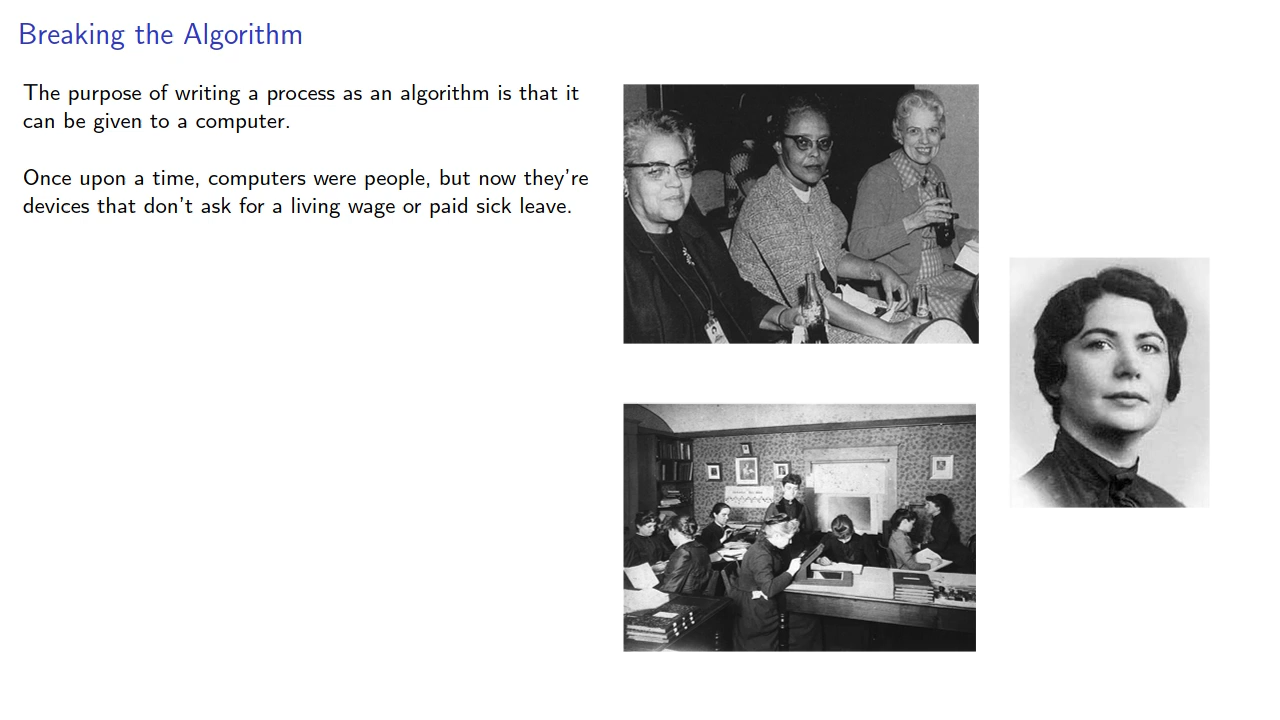 Breaking the Algorithm
The purpose of writing a process as an algorithm is that it
can be given to a computer.
Once upon a time, computers were people, but now they're
devices that don't ask for a living wage or paid sick leave.